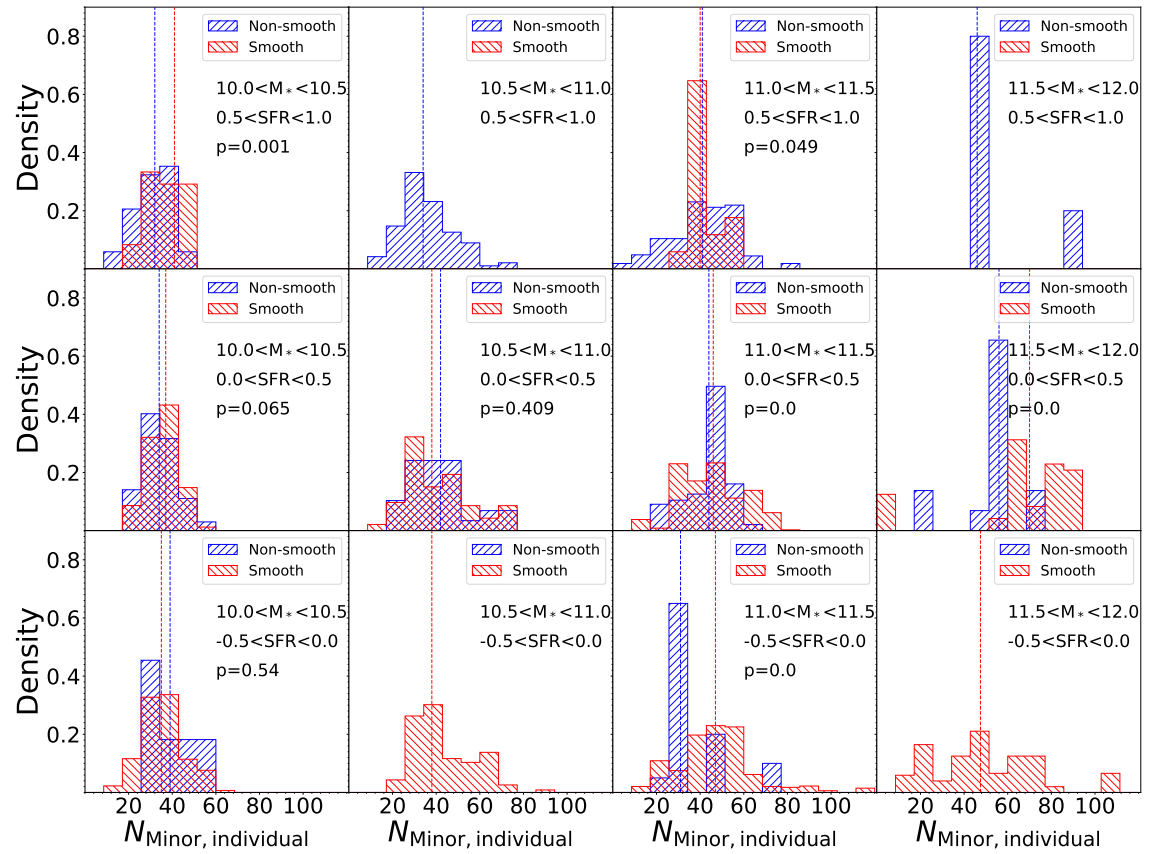 Density
0.8
0.6
0.4
0.2
Non-smooth
Smooth
10.0<M*<10.5
0.5<SFR<1.0
p=0.001
Non-smooth
Smooth
10.5<M*<11.0
0.5<SFR<1.0
Non-smooth
Smooth
11.0<M*<11.5
0.5<SFR<1.0
p=0.049
Non-smooth
Smooth
11.5<M*<12.0
0.5<SFR<1.0
Density
0.8
0.6
0.4
0.2
Non-smooth
Smooth
10.0<M*<10.5
0.0<SFR<0.5
p=0.065
Non-smooth
Smooth
10.5<M*<11.0
0.0<SFR<0.5
p=0.409
Non-smooth
Smooth
11.0<M*<11.5
0.0<SFR<0.5
p=0.0
Non-smooth
Smooth
11.5<M*<12.0
0.0<SFR<0.5
p=0.0
Density
0.8
0.6
0.4
0.2
Non-smooth
Smooth
10.0<M*<10.5
-0.5<SFR<0.0
p=0.54
Non-smooth
Smooth
10.5<M*<11.0
-0.5<SFR<0.0
Non-smooth
Smooth
11.0<M*<11.5
-0.5<SFR<0.0
p=0.0
Non-smooth
Smooth
11.5<M*<12.0
-0.5<SFR<0.0
20 40 60 80 100
20 40 60 80 100
20 40 60 80 100
20 40 60 80 100
N Minor, individual
N Minor, individual
N Minor, individual
N Minor, individual